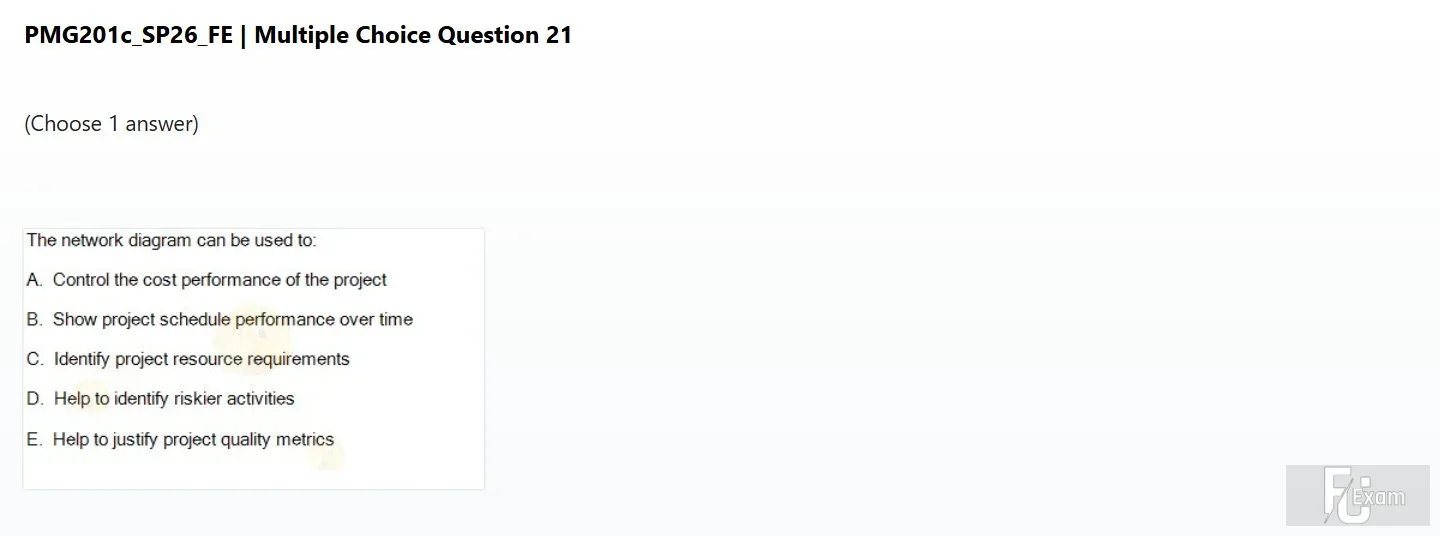 PMG201c_SP26_FE | Multiple Choice Question 21
(Choose 1 answer)
The network diagram can be used to:
A. Control the cost performance of the project
B. Show project schedule performance over time
C. Identify project resource requirements
D. Help to identify riskier activities
E. Help to justify project quality metrics
FU Exam